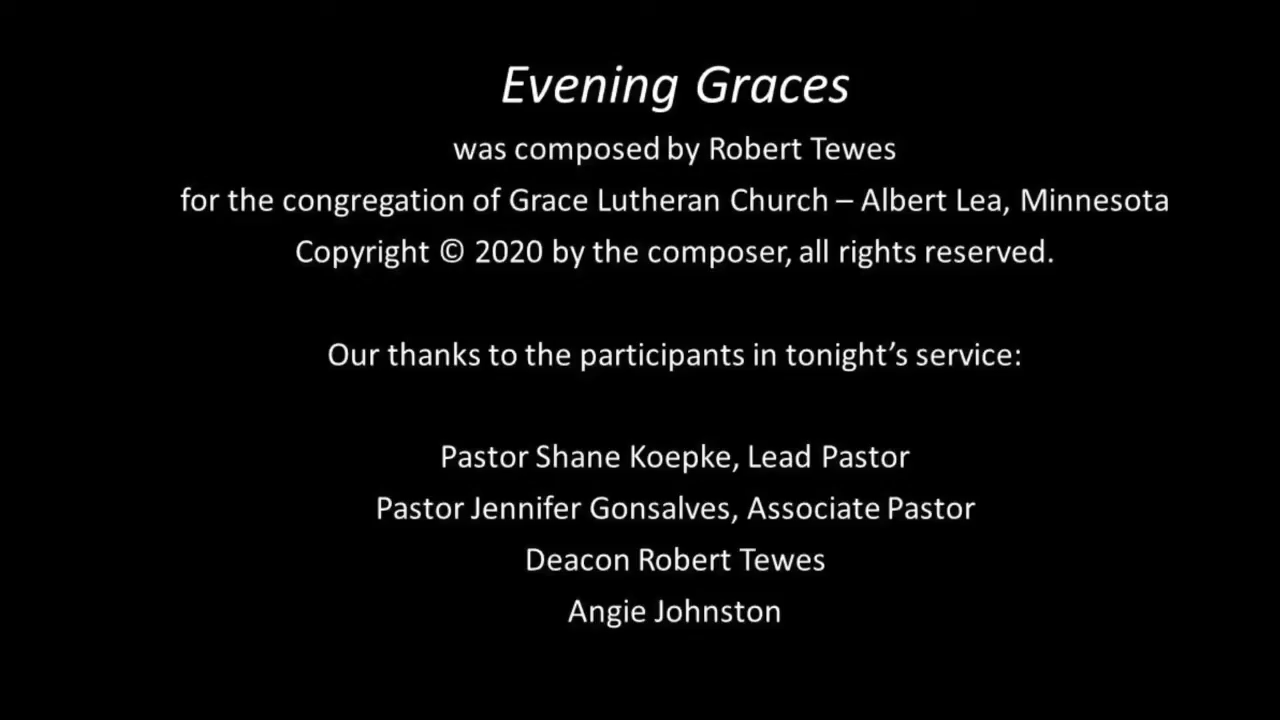 Evening Graces
was composed by Robert Tewes
for the congregation of Grace Lutheran Church – Albert Lea, Minnesota
Copyright © 2020 by the composer, all rights reserved.
Our thanks to the participants in tonight’s service:
Pastor Shane Koepke, Lead Pastor
Pastor Jennifer Gonsalves, Associate Pastor
Deacon Robert Tewes
Angie Johnston